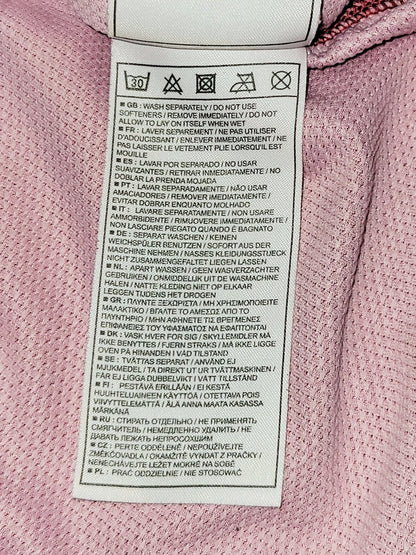 30
■ GB: WASH SEPARATELY / DO NOT USE
SOFTENERS / REMOVE IMMEDIATELY / DO NOT
ALLOW TO LAY ON ITSELF WHEN WET
■ FR: LAVER SEPAREMENT / NE PAS UTILISER
D'ADOUCISSANT / ENLEVER IMMEDIATEMENT /
NE PAS LAISSER LE VETEMENT PLIE LORSQU'IL EST
MOUILLE
■ ES: LAVAR POR SEPARADO / NO USAR
SUAVIZANTES / RETIRAR INMEDIATAMENTE / NO
DOBLAR LA PRENDA MOJADA
■ PT: LAVAR SEPARADAMENTE / NÃO USAR
AMACIADORES / REMOVER IMEDIATAMENTE /
EVITAR DOBRAR ENQUANTO MOLHADO
■ IT: LAVARE SEPARATAMENTE / NON USARE
AMMORBIDENTE / RIMUOVERE IMMEDIATAMENTE /
NON LASCIARE PIEGATO QUANDO È BAGNATO
■ DE: SEPARAT WASCHEN / KEINEN
WEICHSPÜLER BENUTZEN / SOFORT AUS DER
MASCHINE NEHMEN / NASSES KLEIDUNGSSTUECK
NICHT ZUSAMMENGEFALTET LIEGEN LASSEN
■ NL: APART WASSEN / GEEN WASVERZACHTER
GEBRUIKEN / ONMIDDELLIJK UIT DE WASMACHINE
HALEN / NATTE KLEDING NIET OP ELKAAR
LEGGEN TIJDENS HET DROGEN
■ GR: ΠΛΥΝΤΕ ΞΕΧΩΡΙΣΤΑ / ΜΗ ΧΡΗΣΙΜΟΠΟΙΕΙΤΕ
ΜΑΛΑΚΤΙΚΟ / ΒΓΑΛΤΕ ΤΟ ΑΜΕΣΩΣ ΑΠΟ ΤΟ
ΠΛΥΝΤΗΡΙΟ / ΜΗΝ ΑΦΗΝΕΤΕ ΤΙΣ ΒΡΕΓΜΕΝΕΣ
ΕΠΙΦΑΝΕΙΕΣ ΤΟΥ ΥΦΑΣΜΑΤΟΣ ΝΑ ΕΦΑΠΤΟΝΤΑΙ
■ DK: VASK HVER FOR SIG / SKYLLEMIDLER MÅ
IKKE BENYTTES / FJERN STRAKS / MÅ IKKE LIGGE
OVEN PÅ HINANDEN I VÅD TILSTAND
■ SE: TVÄTTAS SEPARAT / ANVÄND EJ
MJUKMEDEL / TA DIREKT UT UR TVÄTTMASKINEN /
FÅR EJ LIGGA DUBBELVIKT I VÅTT TILLSTÅND
■ FI: PESTÄVÄ ERILLÄÄN / EI KESTÄ
HUUHTELUAINEEN KÄYTTÖÄ / OTETTAVA POIS
VIIVYTTELEMÄTTÄ / ÄLÄ ANNA MAATA KASASSA
MÄRKÄNÄ
■ RU: СТИРАТЬ ОТДЕЛЬНО / НЕ ПРИМЕНЯТЬ
СМЯГЧИТЕЛЬ / НЕМЕДЛЕННО УДАЛИТЬ / НЕ
ДАВАТЬ ЛЕЖАТЬ НЕПРОСОХШИМ
■ CZ: PERTE ODDĚLENĚ / NEPOUŽÍVEJTE
ZMĚKČOVADLA / OKAMŽITĚ VYNDAT Z PRAČKY /
NENECHÁVEJTE LEŽET MOKRÉ NA SOBĚ
■ PL: PRAĆ ODDZIELNIE / NIE UŻYWAĆ